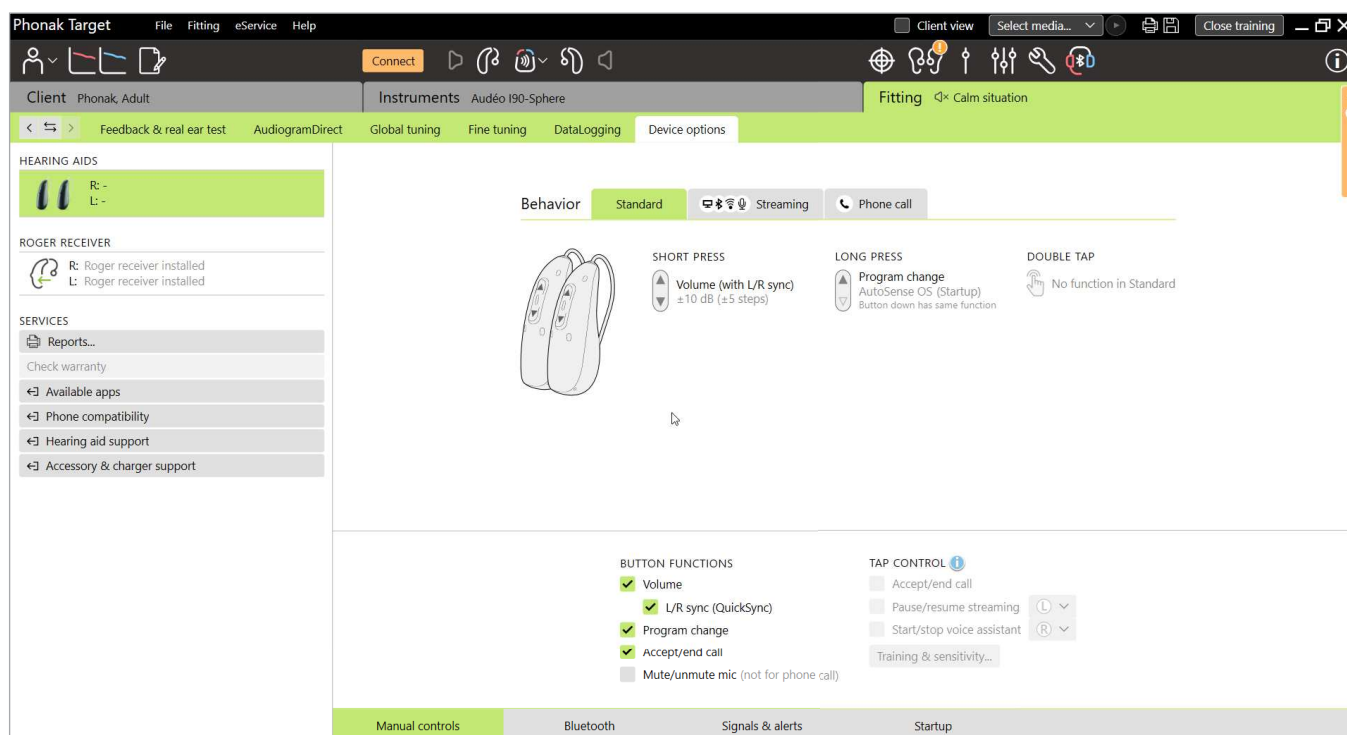 Phonak Target File Fitting eService Help Client view Select media... Close training
Connect
Client Phonak, Adult Instruments Audéo I90-Sphere Fitting Calm situation
Feedback & real ear test AudiogramDirect Global tuning Fine tuning DataLogging Device options
HEARING AIDS
R: -
L: -
ROGER RECEIVER
R: Roger receiver installed
L: Roger receiver installed
SERVICES
Reports...
Check warranty
Available apps
Phone compatibility
Hearing aid support
Accessory & charger support
Behavior Standard Streaming Phone call
SHORT PRESS
Volume (with L/R sync)
±10 dB (±5 steps)
LONG PRESS
Program change
AutoSense OS (Startup)
Button down has same function
DOUBLE TAP
No function in Standard
BUTTON FUNCTIONS
Volume
L/R sync (QuickSync)
Program change
Accept/end call
Mute/unmute mic (not for phone call)
TAP CONTROL
Accept/end call
Pause/resume streaming L
Start/stop voice assistant R
Training & sensitivity...
Manual controls Bluetooth Signals & alerts Startup